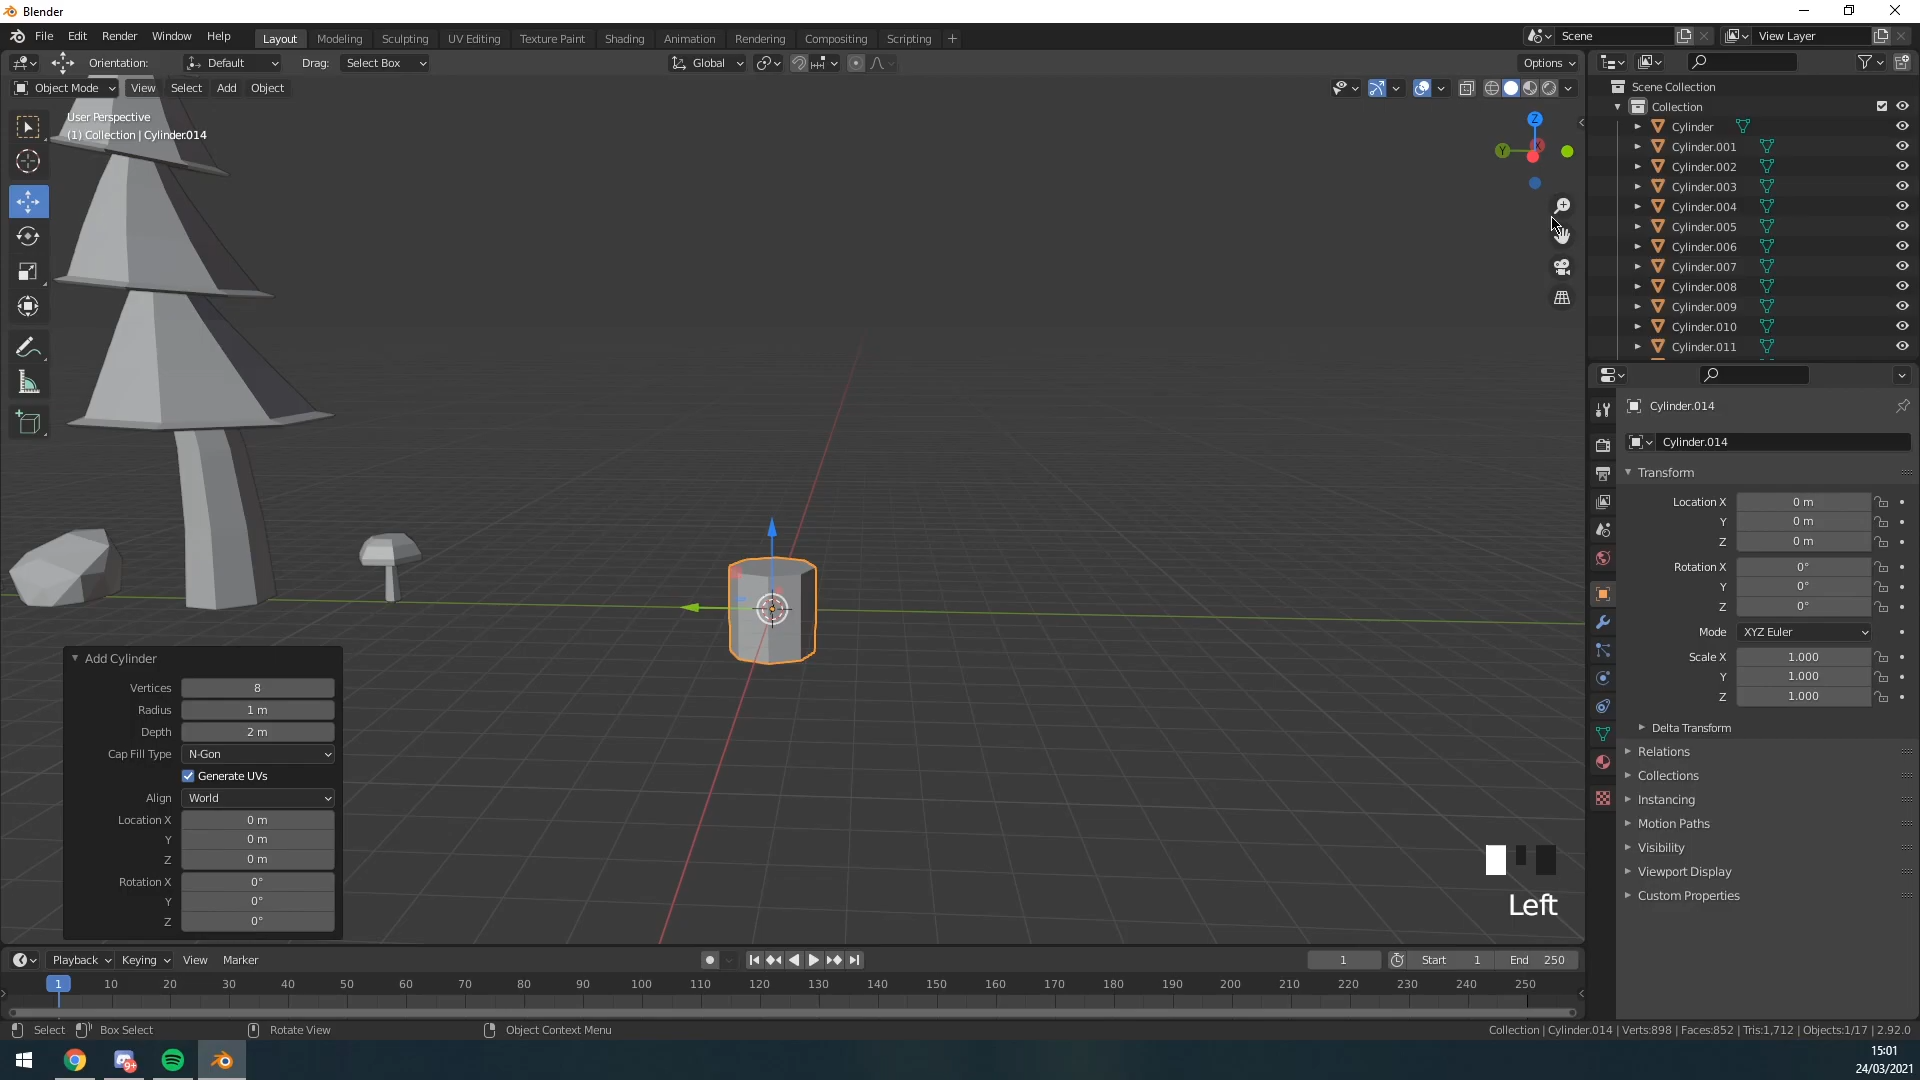 Blender
File Edit Render Window Help
Layout Modeling Sculpting UV Editing Texture Paint Shading Animation Rendering Compositing Scripting +
Scene View Layer
Orientation: Default Drag: Select Box Global Options
Object Mode View Select Add Object
User Perspective
(1) Collection | Cylinder.014
Z
Y
X
Scene Collection
Collection
Cylinder
Cylinder.001
Cylinder.002
Cylinder.003
Cylinder.004
Cylinder.005
Cylinder.006
Cylinder.007
Cylinder.008
Cylinder.009
Cylinder.010
Cylinder.011
Cylinder.014
Cylinder.014
Transform
Location X 0 m
Y 0 m
Z 0 m
Rotation X 0°
Y 0°
Z 0°
Mode XYZ Euler
Scale X 1.000
Y 1.000
Z 1.000
Delta Transform
Relations
Collections
Instancing
Motion Paths
Visibility
Viewport Display
Custom Properties
Add Cylinder
Vertices 8
Radius 1 m
Depth 2 m
Cap Fill Type N-Gon
Generate UVs
Align World
Location X 0 m
Y 0 m
Z 0 m
Rotation X 0°
Y 0°
Z 0°
Left
Playback Keying View Marker 1 Start 1 End 250
1 10 20 30 40 50 60 70 80 90 100 110 120 130 140 150 160 170 180 190 200 210 220 230 240 250
Select Box Select Rotate View Object Context Menu Collection | Cylinder.014 | Verts:898 | Faces:852 | Tris:1,712 | Objects:1/17 | 2.92.0
9+
15:01
24/03/2021